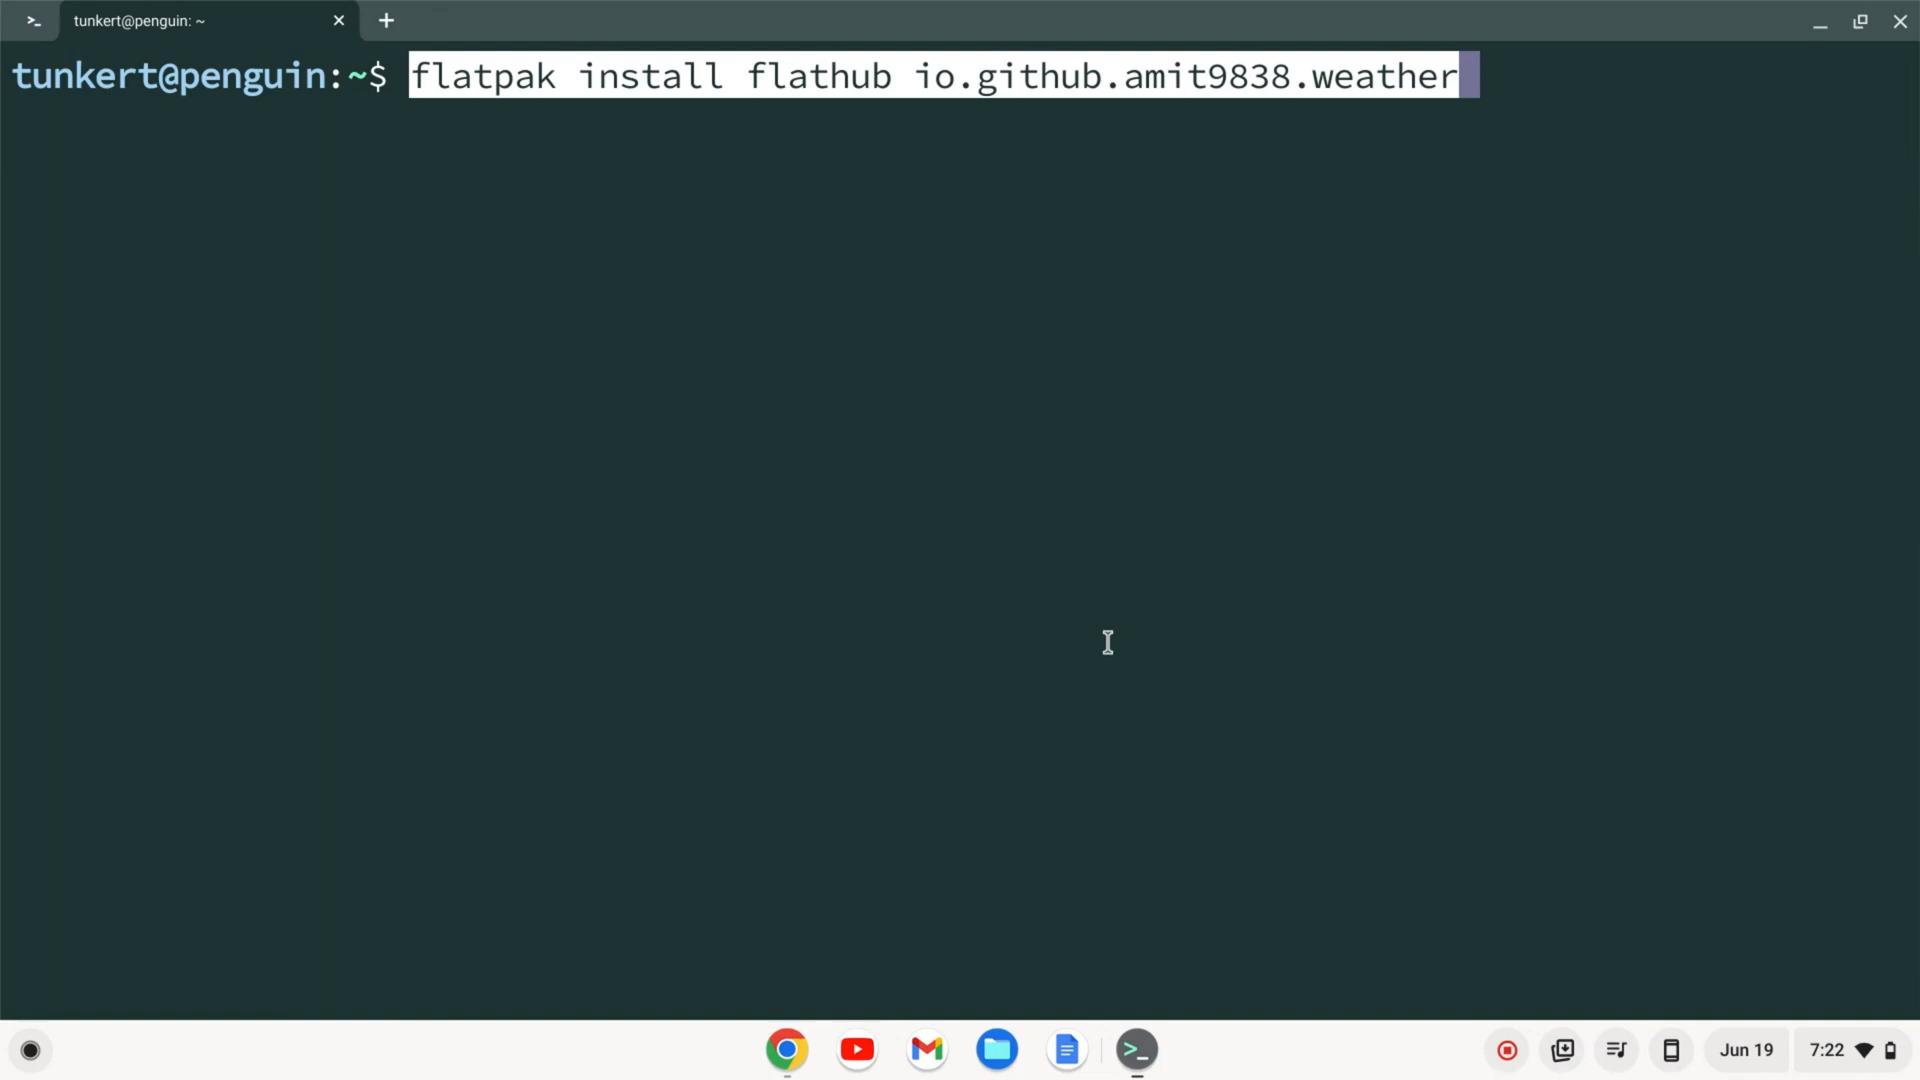 tunkert@penguin: ~
tunkert@penguin:~$ flatpak install flathub io.github.amit9838.weather
Jun 19 7:22